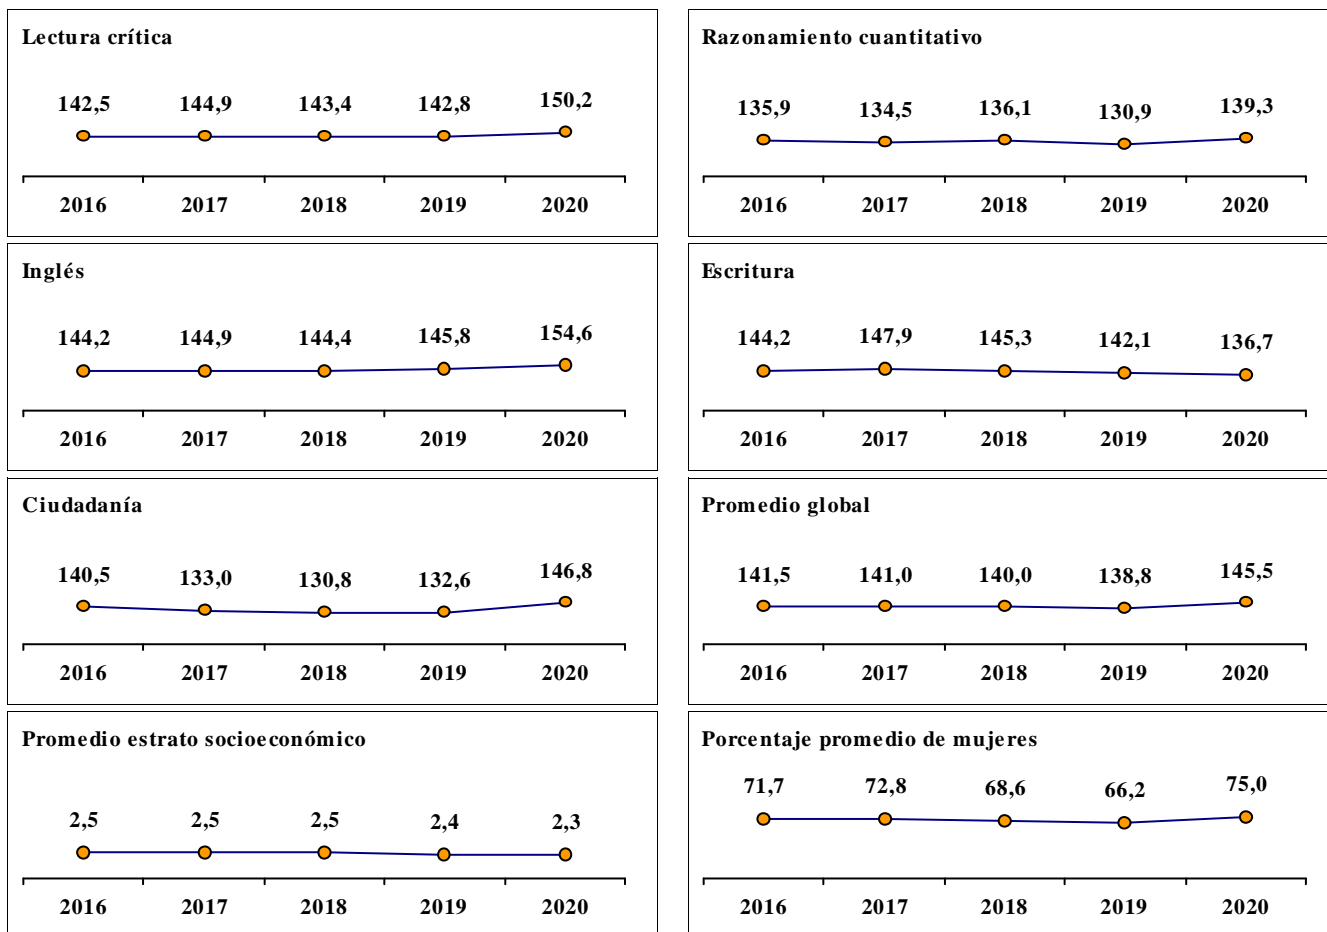 Lectura crítica
142,5 144,9 143,4 142,8 150,2
2016 2017 2018 2019 2020
Razonamiento cuantitativo
135,9 134,5 136,1 130,9 139,3
2016 2017 2018 2019 2020
Inglés
144,2 144,9 144,4 145,8 154,6
2016 2017 2018 2019 2020
Escritura
144,2 147,9 145,3 142,1 136,7
2016 2017 2018 2019 2020
Ciudadanía
140,5 133,0 130,8 132,6 146,8
2016 2017 2018 2019 2020
Promedio global
141,5 141,0 140,0 138,8 145,5
2016 2017 2018 2019 2020
Promedio estrato socioeconómico
2,5 2,5 2,5 2,4 2,3
2016 2017 2018 2019 2020
Porcentaje promedio de mujeres
71,7 72,8 68,6 66,2 75,0
2016 2017 2018 2019 2020